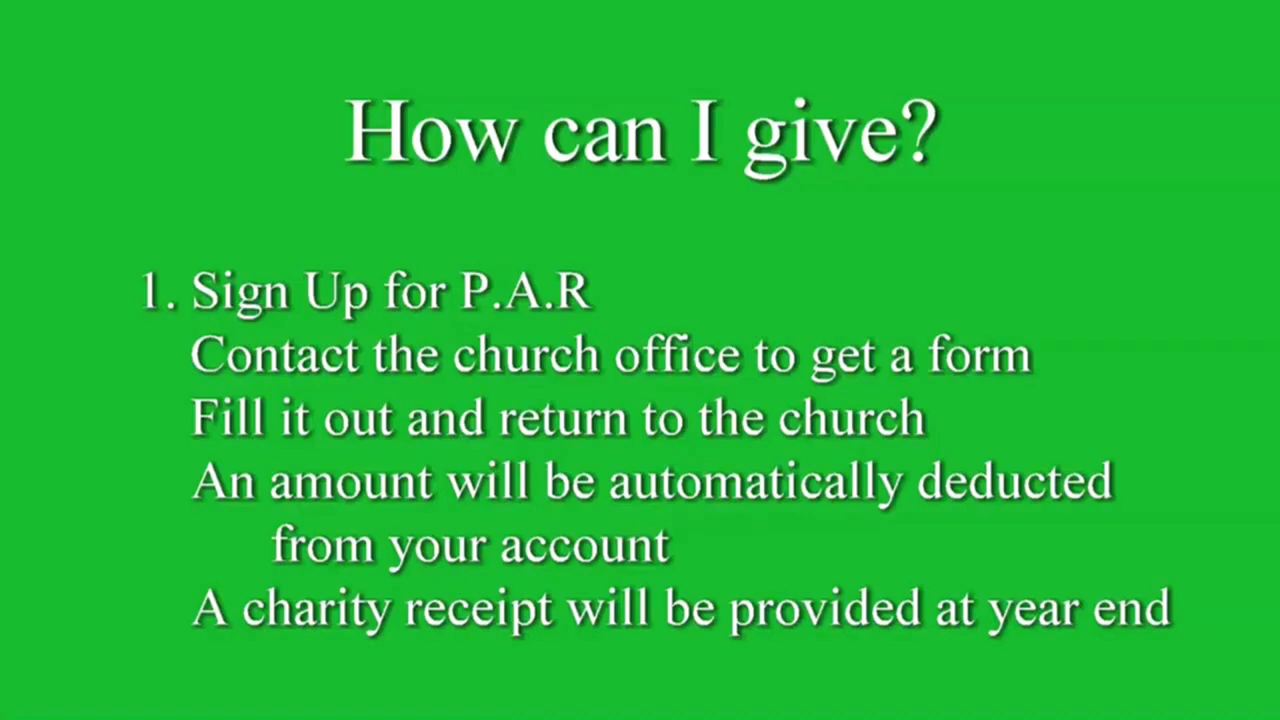 How can I give?
1. Sign Up for P.A.R
Contact the church office to get a form
Fill it out and return to the church
An amount will be automatically deducted
from your account
A charity receipt will be provided at year end